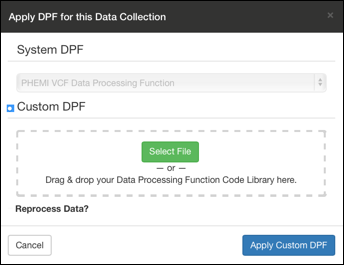 Apply DPF for this Data Collection ×
System DPF
PHEMI VCF Data Processing Function
Custom DPF
Select File
— or —
Drag & drop your Data Processing Function Code Library here.
Reprocess Data?
Cancel Apply Custom DPF